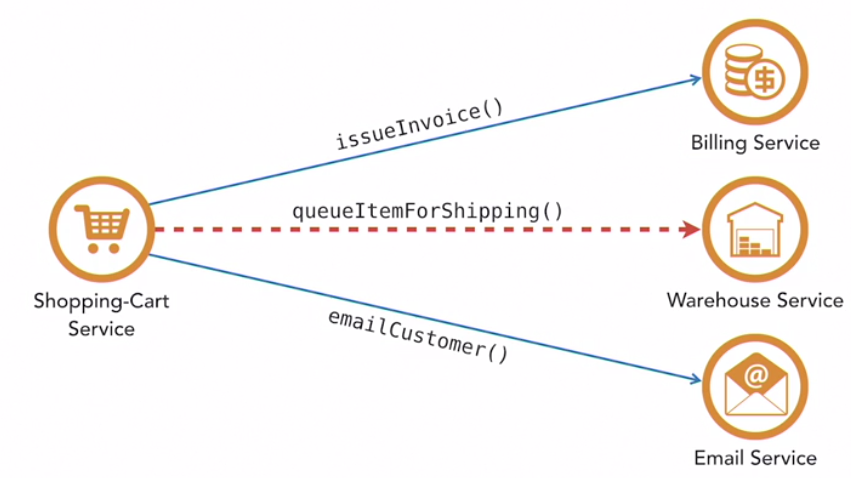 issueInvoice()
Billing Service
queueItemForShipping()
Shopping-Cart
Service
Warehouse Service
emailCustomer()
@
Email Service